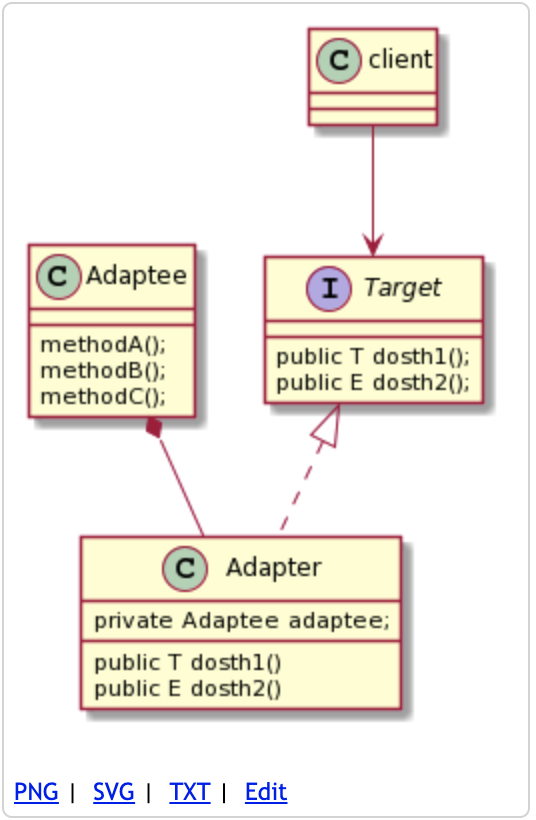 C client
C Adaptee
methodA();
methodB();
methodC();
I Target
public T dosth1();
public E dosth2();
C Adapter
private Adaptee adaptee;
public T dosth1()
public E dosth2()
PNG | SVG | TXT | Edit